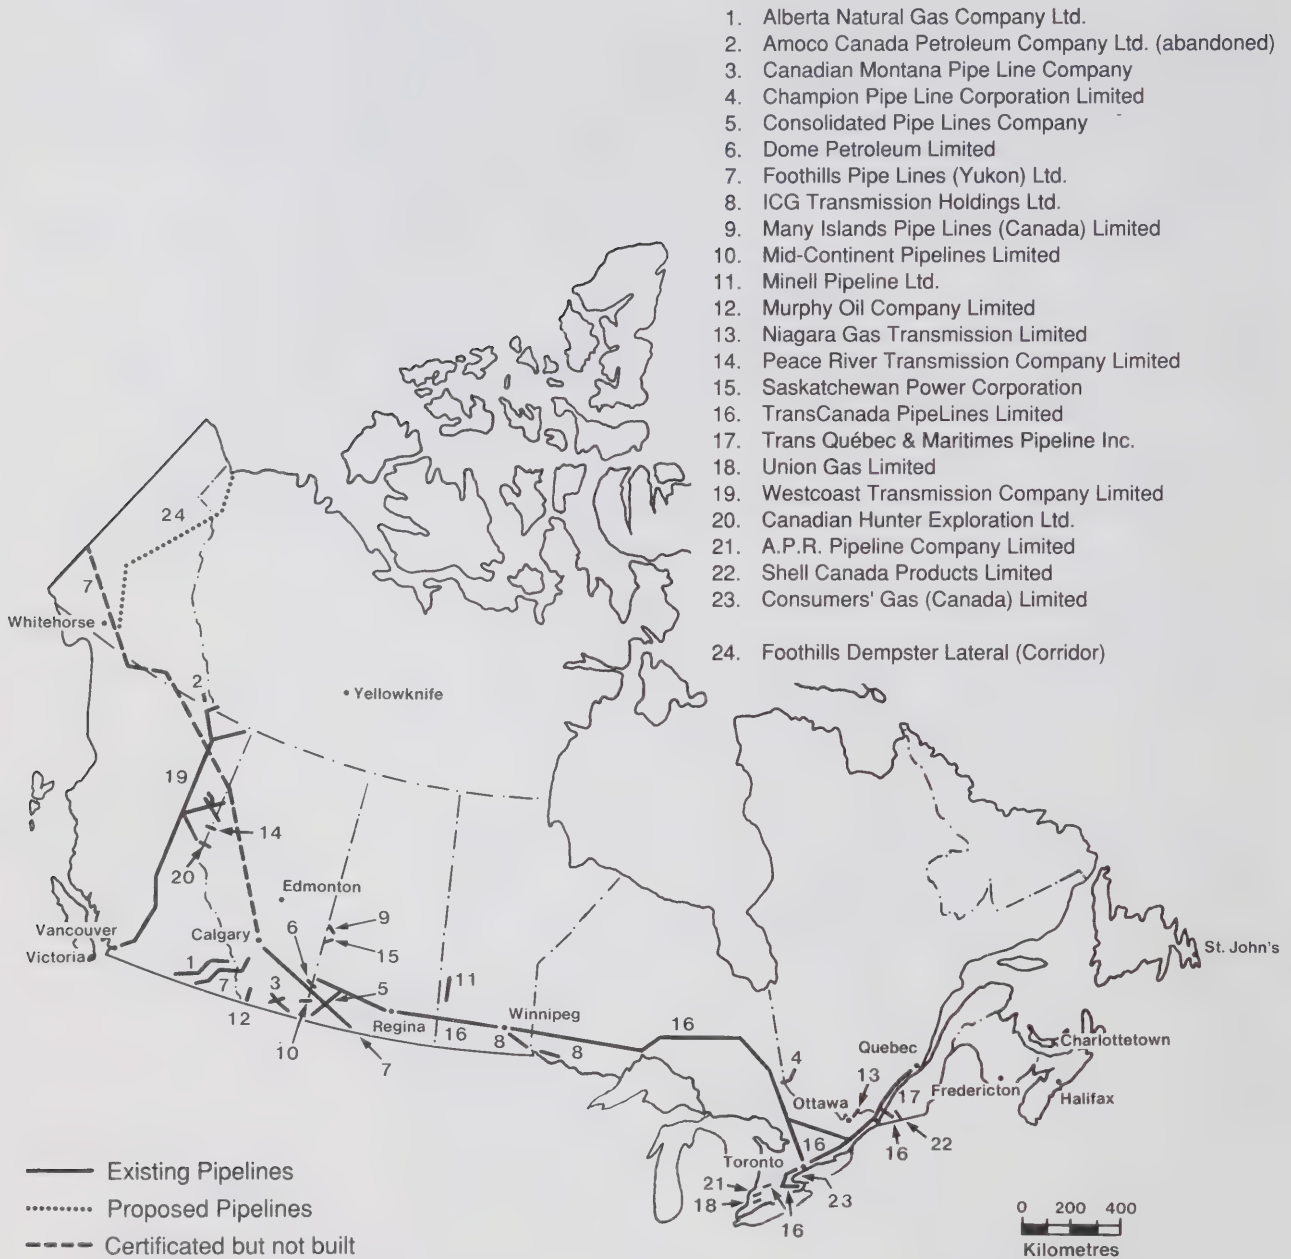 1. Alberta Natural Gas Company Ltd.
2. Amoco Canada Petroleum Company Ltd. (abandoned)
3. Canadian Montana Pipe Line Company
4. Champion Pipe Line Corporation Limited
5. Consolidated Pipe Lines Company
6. Dome Petroleum Limited
7. Foothills Pipe Lines (Yukon) Ltd.
8. ICG Transmission Holdings Ltd.
9. Many Islands Pipe Lines (Canada) Limited
10. Mid-Continent Pipelines Limited
11. Minell Pipeline Ltd.
12. Murphy Oil Company Limited
13. Niagara Gas Transmission Limited
14. Peace River Transmission Company Limited
15. Saskatchewan Power Corporation
16. TransCanada PipeLines Limited
17. Trans Québec & Maritimes Pipeline Inc.
18. Union Gas Limited
19. Westcoast Transmission Company Limited
20. Canadian Hunter Exploration Ltd.
21. A.P.R. Pipeline Company Limited
22. Shell Canada Products Limited
23. Consumers' Gas (Canada) Limited
24. Foothills Dempster Lateral (Corridor)
24
7
Whitehorse
2
Yellowknife
19
14
20
Edmonton
Vancouver
Calgary
9
Victoria
6
15
St. John's
1
7
3
5
11
12
Regina
16
Winnipeg
16
10
7
8
8
4
Quebec
Charlottetown
13
Ottawa
17
Fredericton
Halifax
16
16
22
Toronto
21
18
23
16
Existing Pipelines
Proposed Pipelines
Certificated but not built
0 200 400
Kilometres